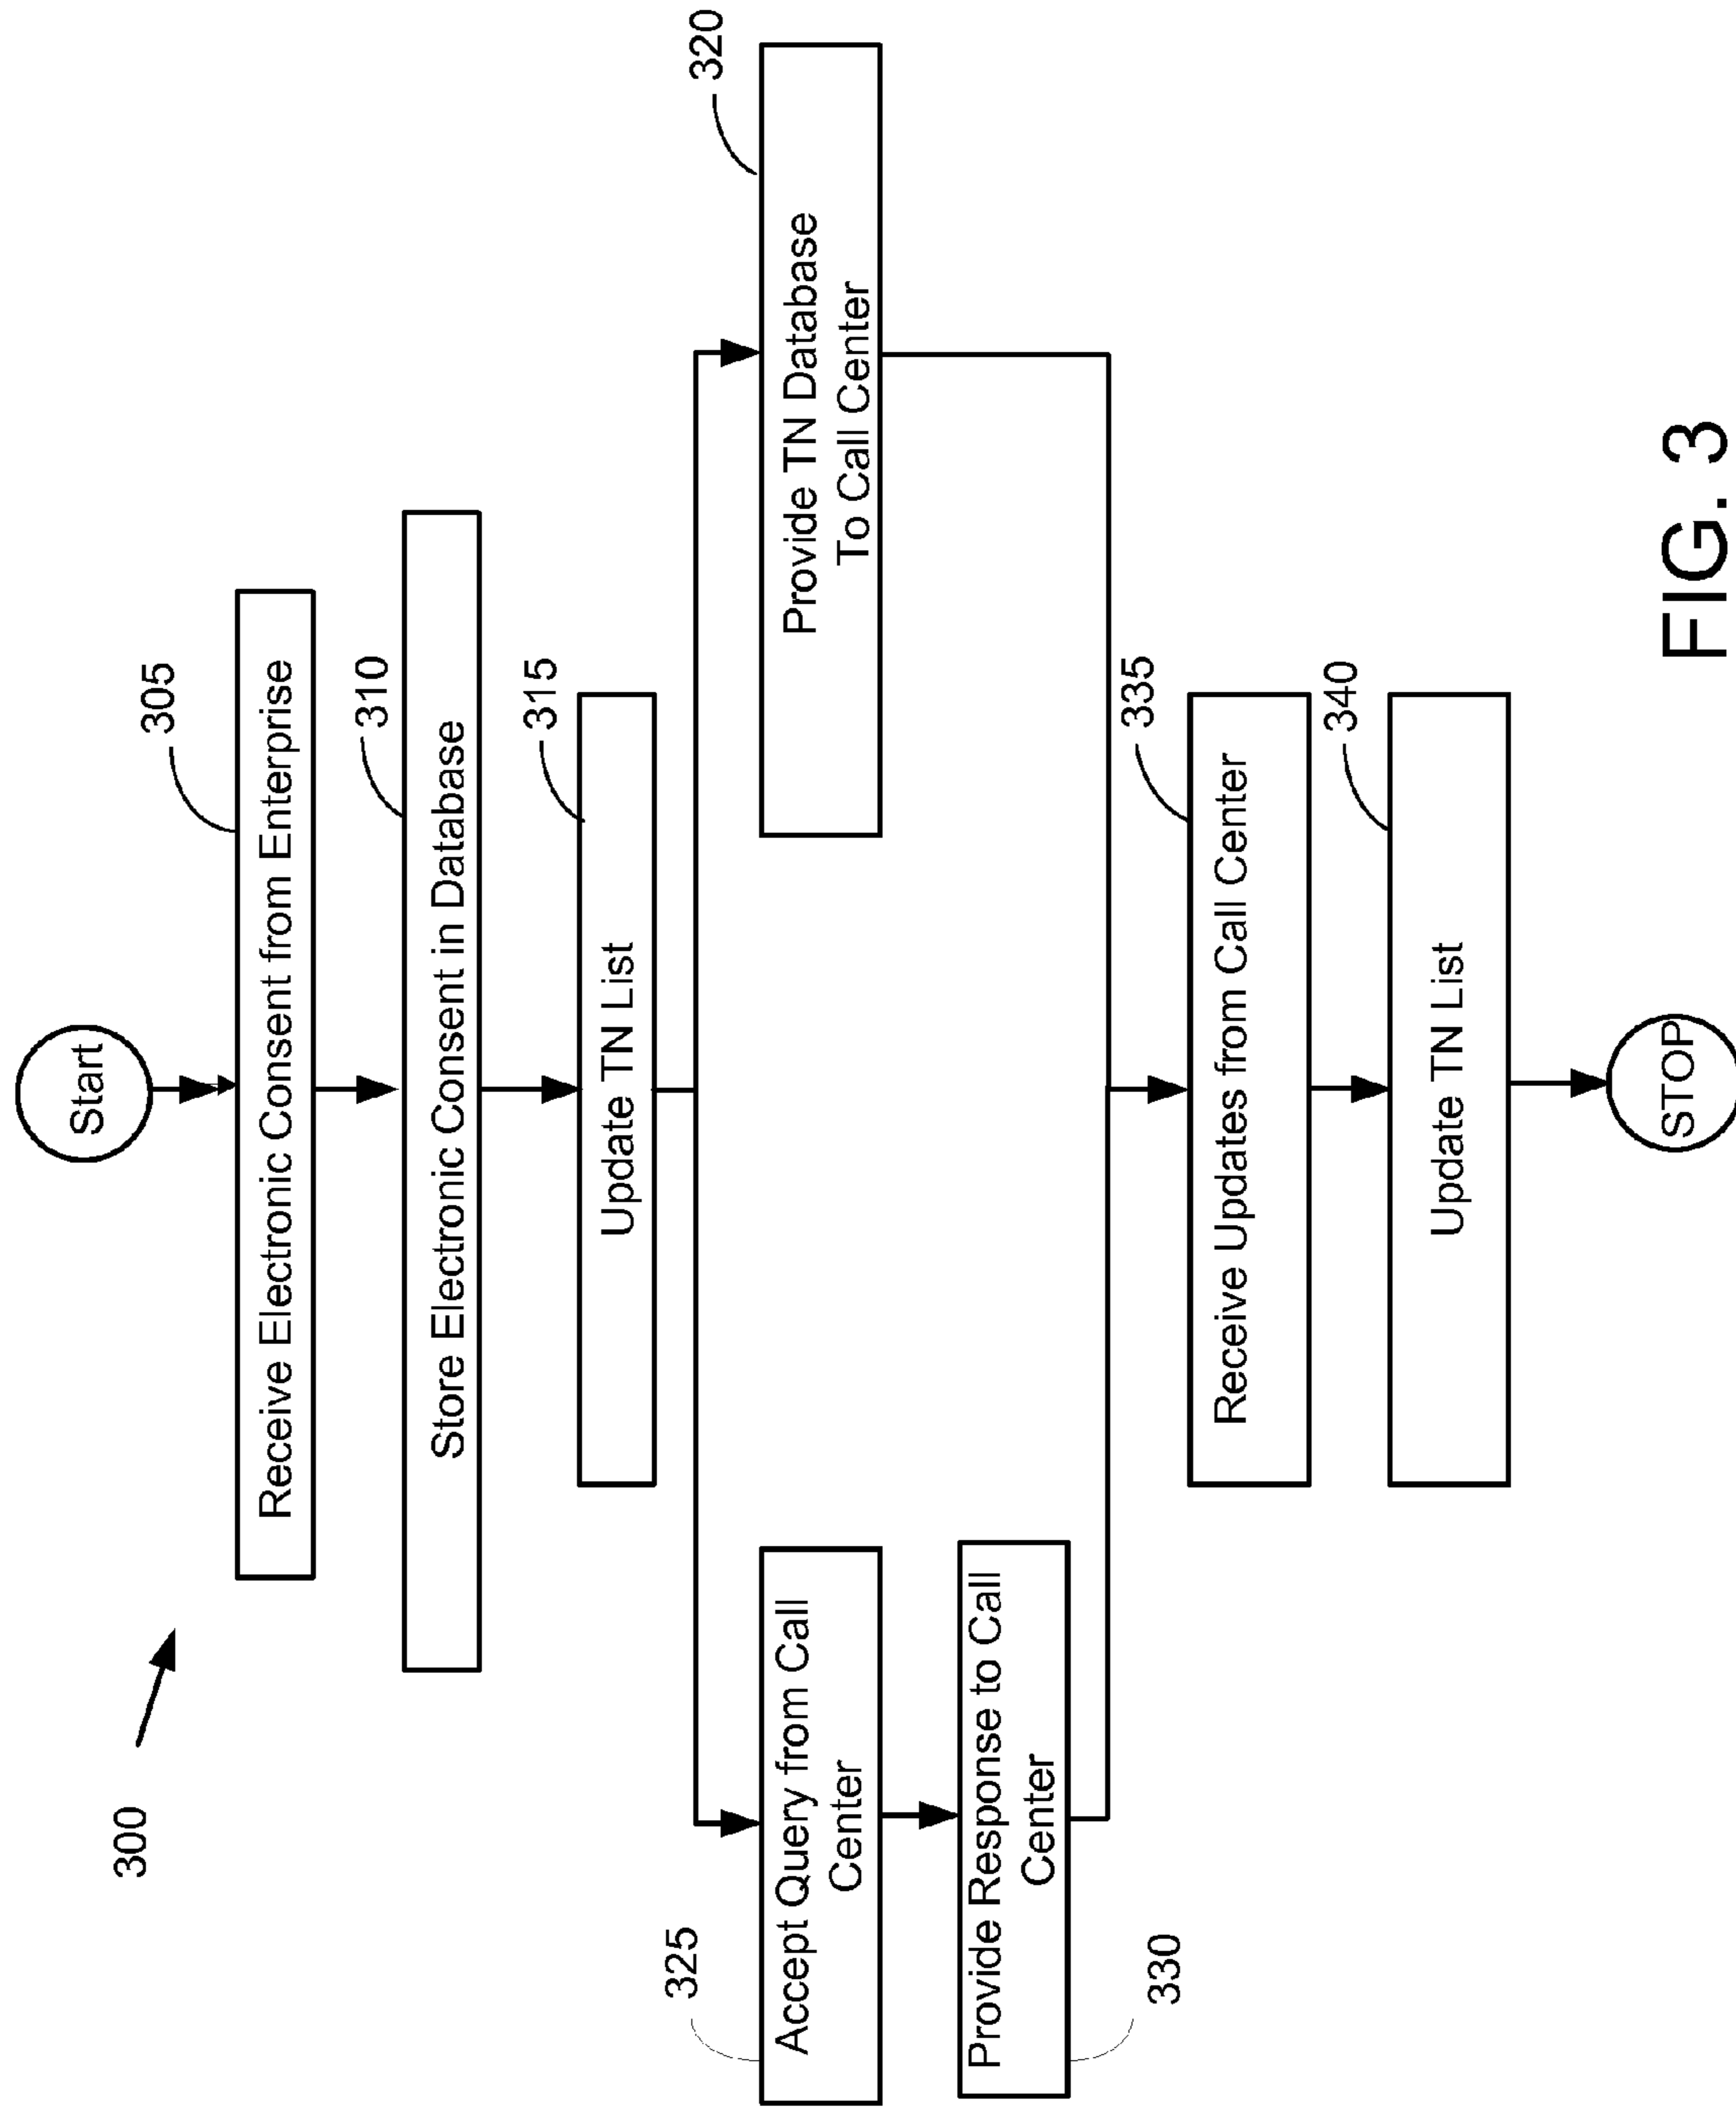 300
Start
305
Receive Electronic Consent from Enterprise
310
Store Electronic Consent in Database
315
Update TN List
325
Accept Query from Call
Center
320
Provide TN Database
To Call Center
Provide Response to Call
Center
330
335
Receive Updates from Call Center
340
Update TN List
STOP
FIG. 3